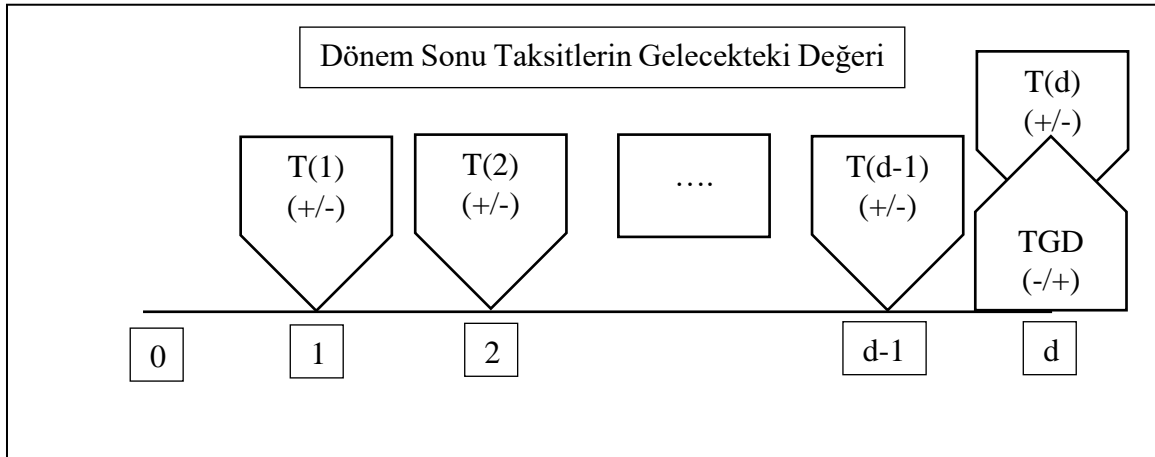 Dönem Sonu Taksitlerin Gelecekteki Değeri
T(1)
(+/-)
T(2)
(+/-)
….
T(d-1)
(+/-)
T(d)
(+/-)
TGD
(-/+)
0
1
2
d-1
d